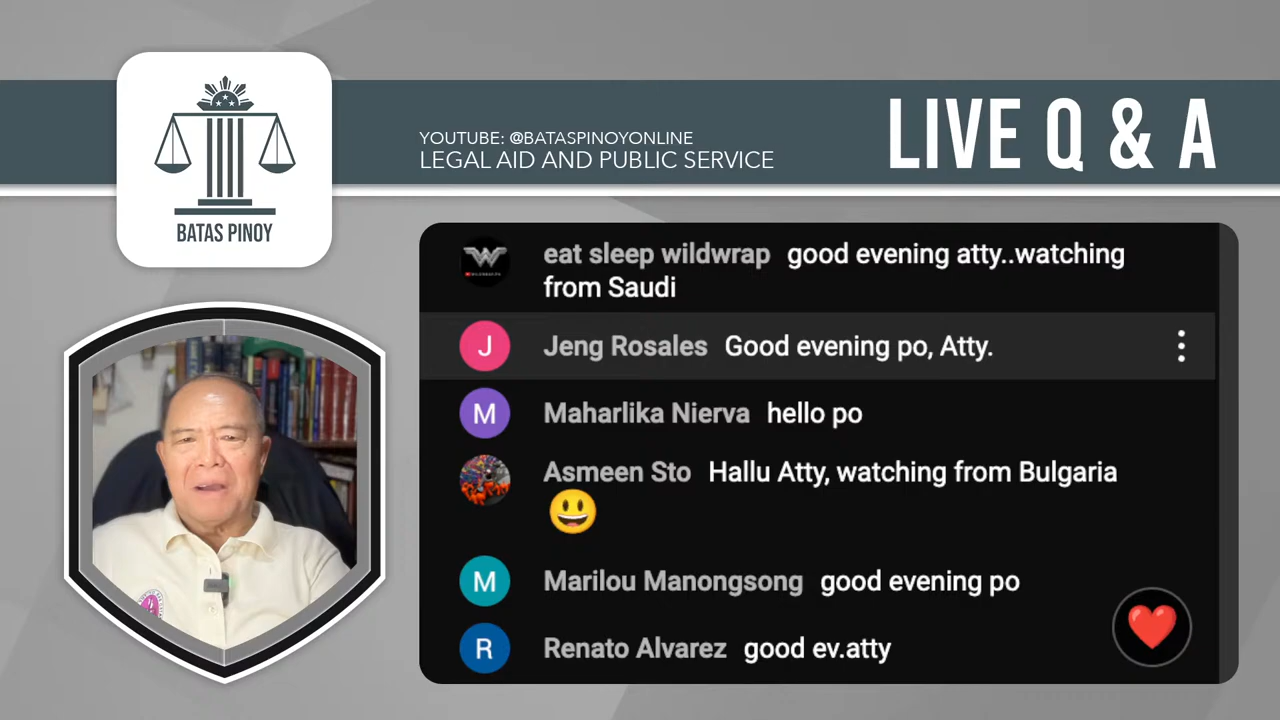 BATAS PINOY
YOUTUBE: @BATASPINOYONLINE
LEGAL AID AND PUBLIC SERVICE
LIVE Q & A
eat sleep wildwrap good evening atty..watching
from Saudi
J Jeng Rosales Good evening po, Atty.
M Maharlika Nierva hello po
Asmeen Sto Hallu Atty, watching from Bulgaria
😃
M Marilou Manongsong good evening po
R Renato Alvarez good ev.atty